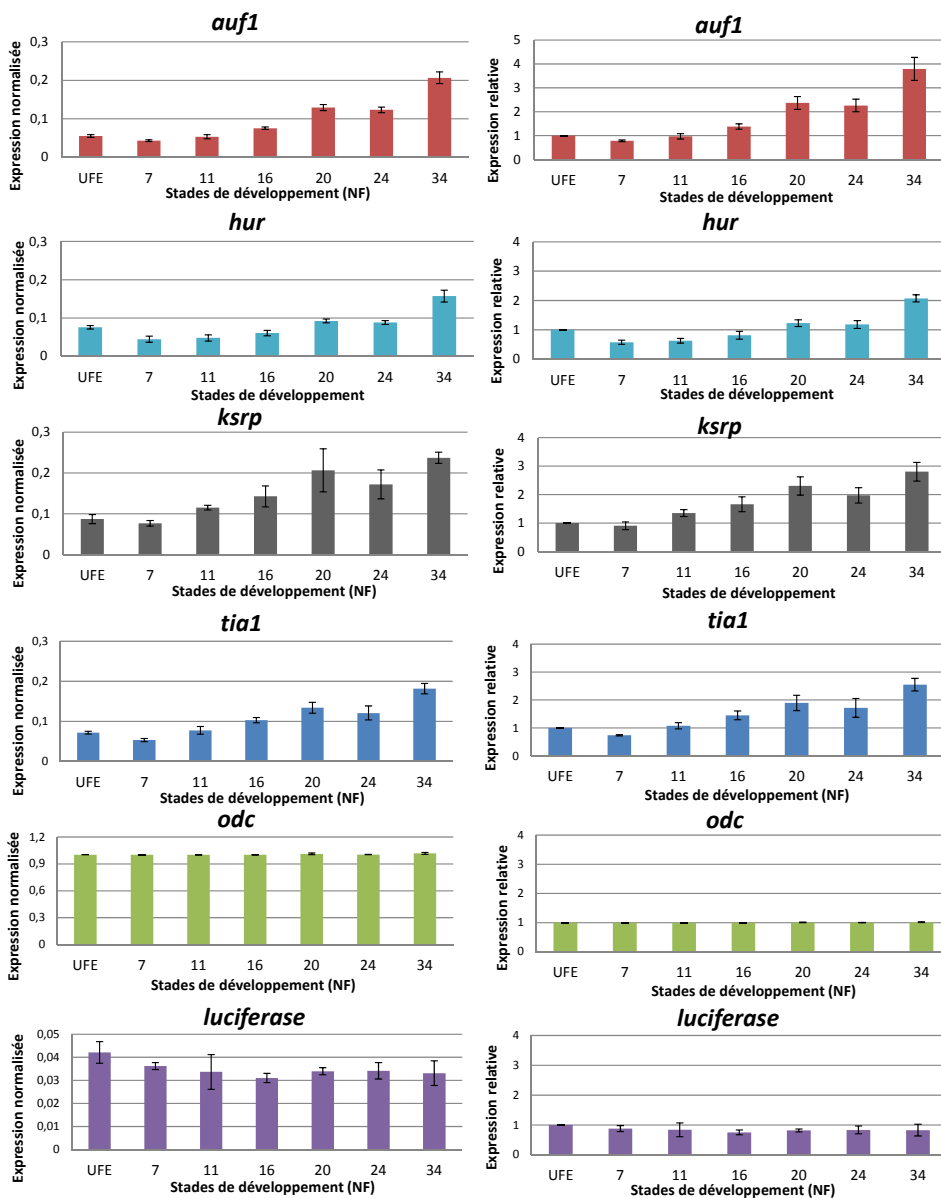 auf1
Expression normalisée
0,3
0,2
0,1
0
UFE 7 11 16 20 24 34
Stades de développement (NF)
auf1
Expression relative
5
4
3
2
1
0
UFE 7 11 16 20 24 34
Stades de développement
hur
Expression normalisée
0,3
0,2
0,1
0
UFE 7 11 16 20 24 34
Stades de développement
hur
Expression relative
4
3
2
1
0
UFE 7 11 16 20 24 34
Stades de développement
ksrp
Expression normalisée
0,3
0,2
0,1
0
UFE 7 11 16 20 24 34
Stades de développement (NF)
ksrp
Expression relative
4
3
2
1
0
UFE 7 11 16 20 24 34
Stades de développement
tia1
Expression normalisée
0,3
0,2
0,1
0
UFE 7 11 16 20 24 34
Stades de développement (NF)
tia1
Expression relative
4
3
2
1
0
UFE 7 11 16 20 24 34
Stades de développement (NF)
odc
Expression normalisée
1,2
0,9
0,6
0,3
0
UFE 7 11 16 20 24 34
Stades de développement (NF)
odc
Expression relative
4
3
2
1
0
UFE 7 11 16 20 24 34
Stades de développement (NF)
luciferase
Expression normalisée
0,05
0,04
0,03
0,02
0,01
0
UFE 7 11 16 20 24 34
Stades de développement (NF)
luciferase
Expression relative
4
3
2
1
0
UFE 7 11 16 20 24 34
Stades de développement (NF)